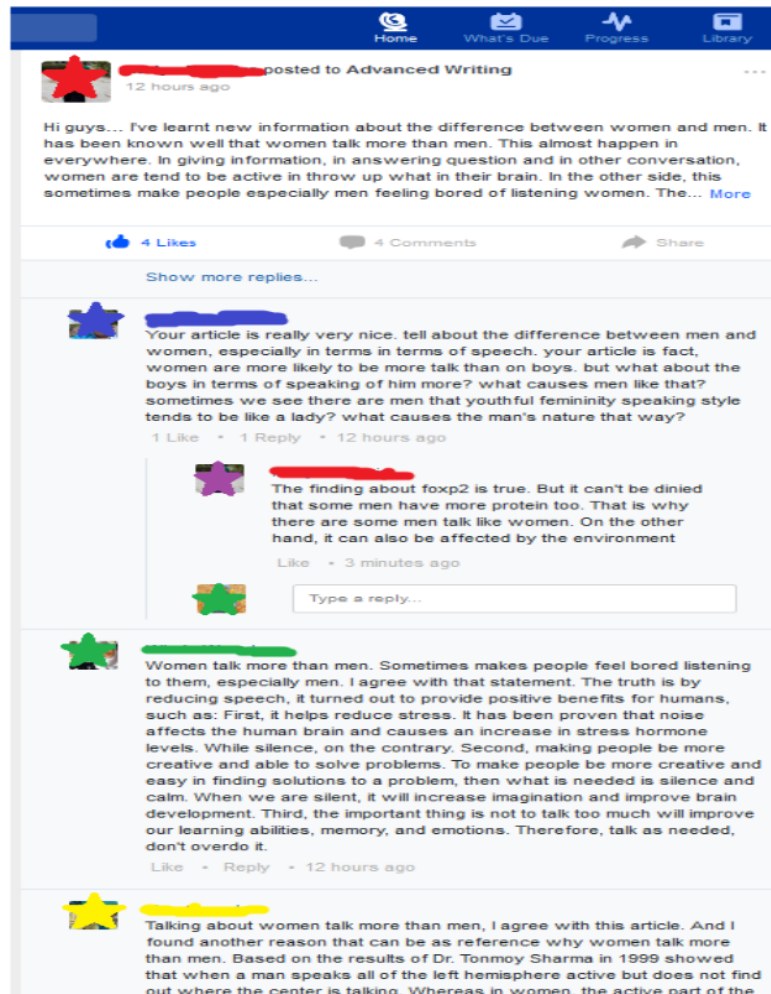 Home What's Due Progress Library
posted to Advanced Writing
12 hours ago
Hi guys... I've learnt new information about the difference between women and men. It
has been known well that women talk more than men. This almost happen in
everywhere. In giving information, in answering question and in other conversation,
women are tend to be active in throw up what in their brain. In the other side, this
sometimes make people especially men feeling bored of listening women. The... More
4 Likes 4 Comments Share
Show more replies...
Your article is really very nice. tell about the difference between men and
women, especially in terms in terms of speech. your article is fact,
women are more likely to be more talk than on boys. but what about the
boys in terms of speaking of him more? what causes men like that?
sometimes we see there are men that youthful femininity speaking style
tends to be like a lady? what causes the man's nature that way?
1 Like • 1 Reply • 12 hours ago
The finding about foxp2 is true. But it can't be dinied
that some men have more protein too. That is why
there are some men talk like women. On the other
hand, it can also be affected by the environment
Like • 3 minutes ago
Type a reply...
Women talk more than men. Sometimes makes people feel bored listening
to them, especially men. I agree with that statement. The truth is by
reducing speech, it turned out to provide positive benefits for humans,
such as: First, it helps reduce stress. It has been proven that noise
affects the human brain and causes an increase in stress hormone
levels. While silence, on the contrary. Second, making people be more
creative and able to solve problems. To make people be more creative and
easy in finding solutions to a problem, then what is needed is silence and
calm. When we are silent, it will increase imagination and improve brain
development. Third, the important thing is not to talk too much will improve
our learning abilities, memory, and emotions. Therefore, talk as needed,
don't overdo it.
Like • Reply • 12 hours ago
Talking about women talk more than men, I agree with this article. And I
found another reason that can be as reference why women talk more
than men. Based on the results of Dr. Tonmoy Sharma in 1999 showed
that when a man speaks all of the left hemisphere active but does not find
out where the center is talking. Whereas in women, the active part of the